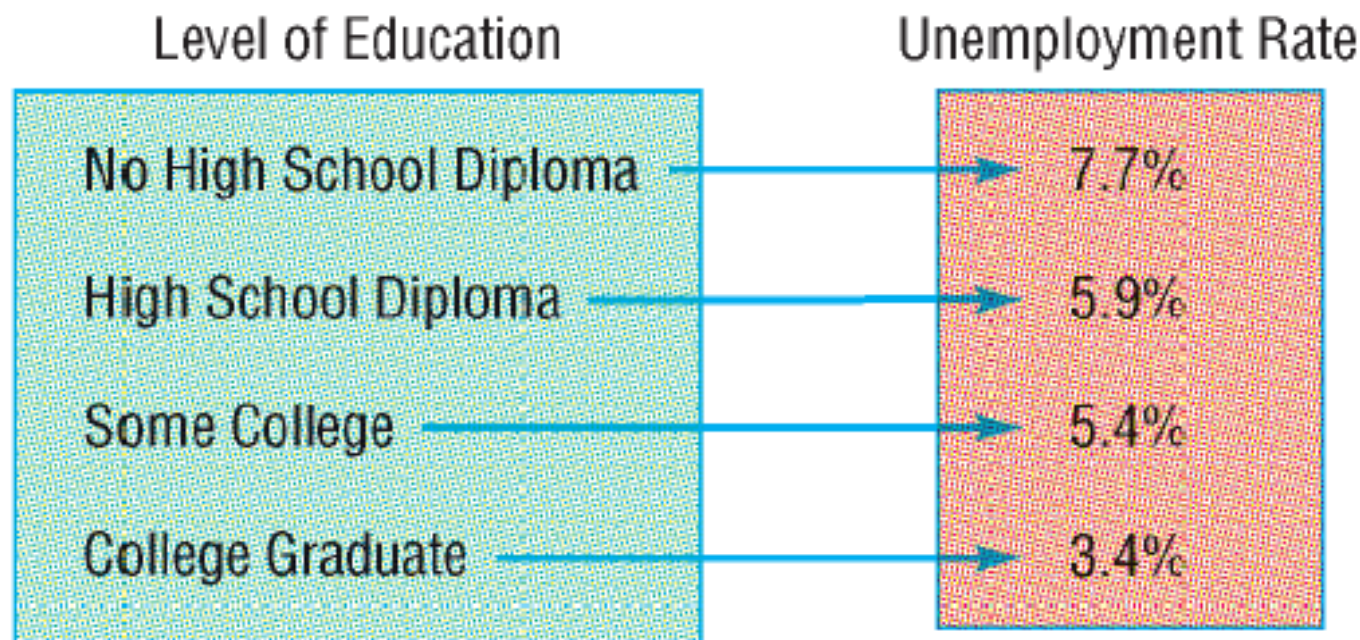 Level of Education Unemployment Rate
No High School Diploma 7.7%
High School Diploma 5.9%
Some College 5.4%
College Graduate 3.4%